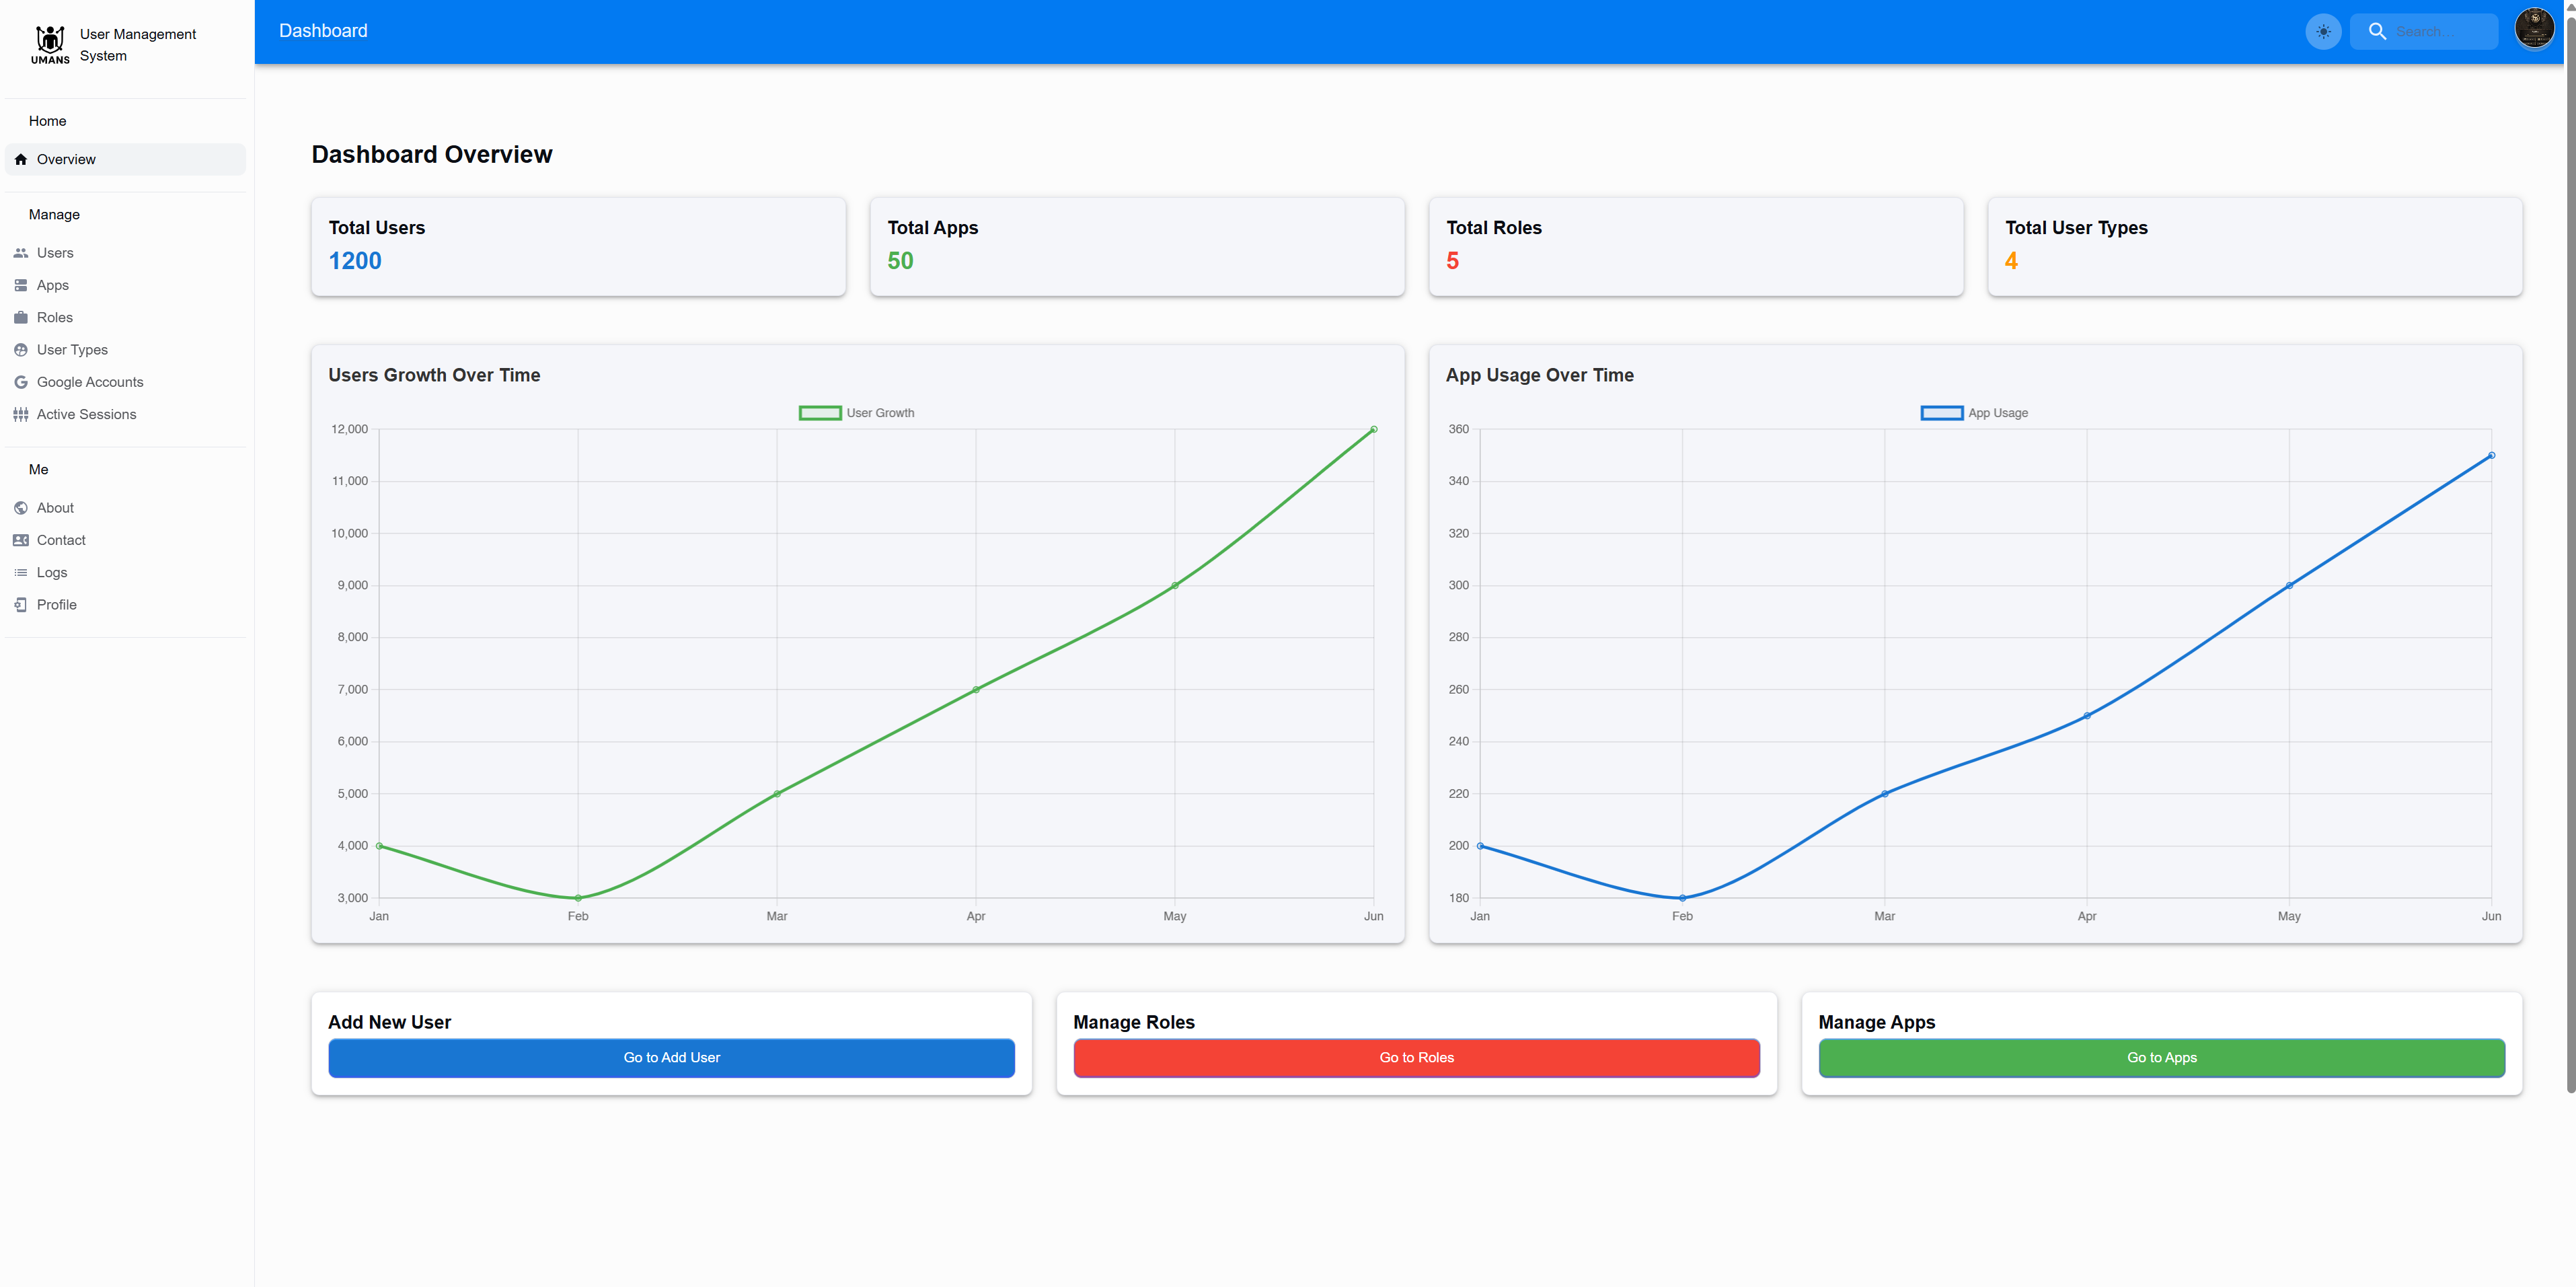 UMANS
User Management
System
Home
Overview
Manage
Users
Apps
Roles
User Types
Google Accounts
Active Sessions
Me
About
Contact
Logs
Profile
Dashboard
Search...
Dashboard Overview
Total Users
1200
Total Apps
50
Total Roles
5
Total User Types
4
Users Growth Over Time
User Growth
12,000
11,000
10,000
9,000
8,000
7,000
6,000
5,000
4,000
3,000
Jan Feb Mar Apr May Jun
App Usage Over Time
App Usage
360
340
320
300
280
260
240
220
200
180
Jan Feb Mar Apr May Jun
Add New User
Go to Add User
Manage Roles
Go to Roles
Manage Apps
Go to Apps